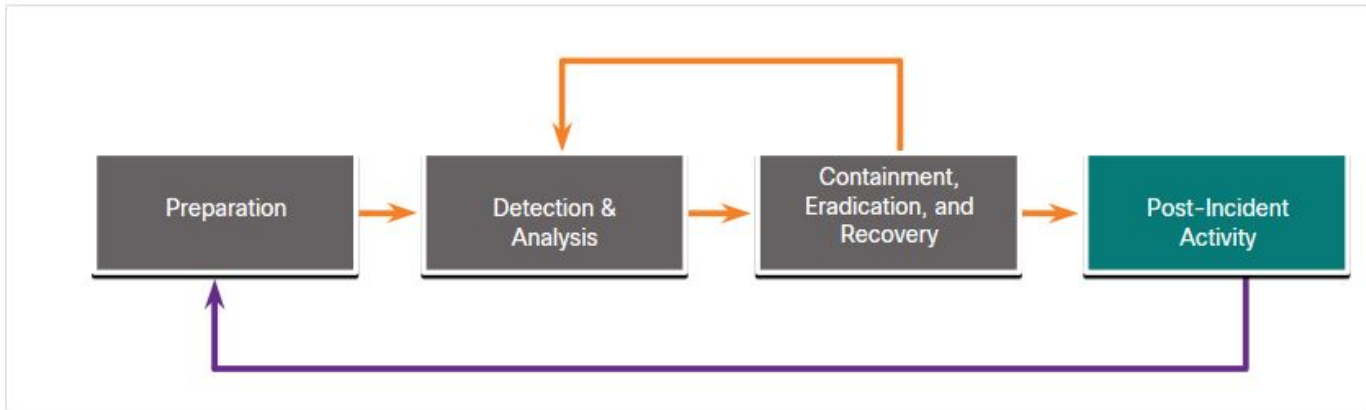 Preparation
Detection &
Analysis
Containment,
Eradication, and
Recovery
Post-Incident
Activity